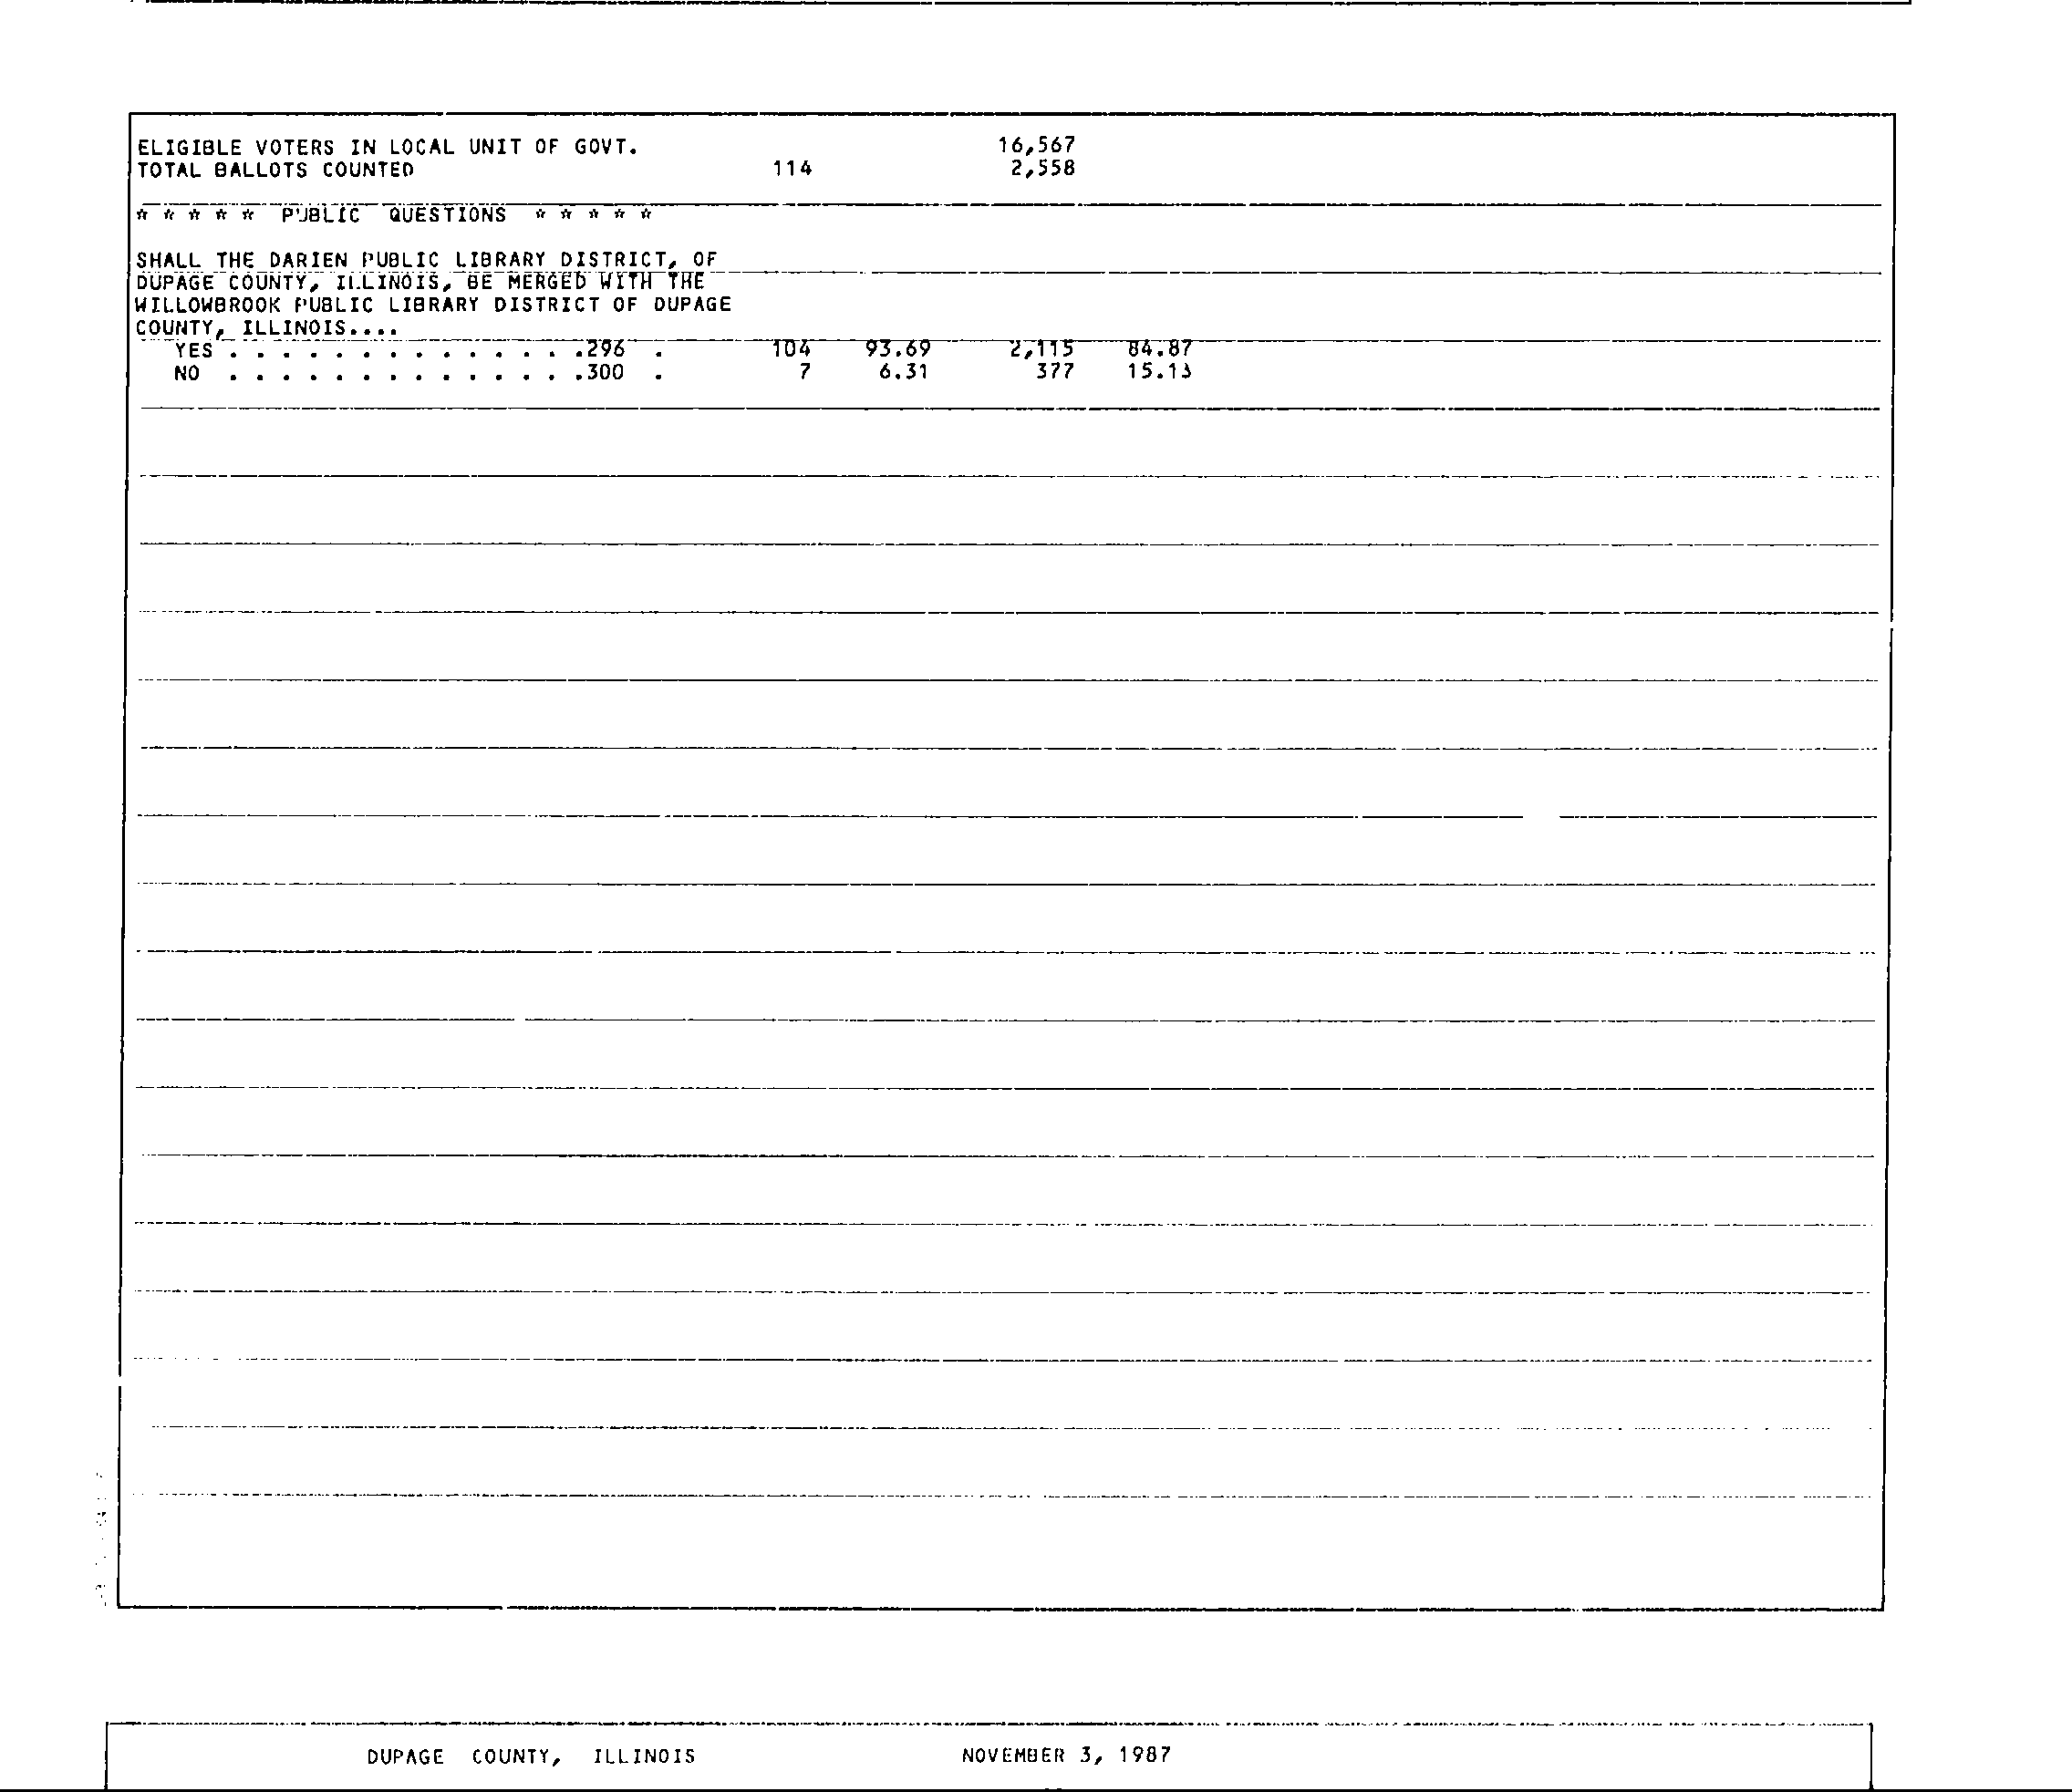 ELIGIBLE VOTERS IN LOCAL UNIT OF GOVT. 16,567
TOTAL BALLOTS COUNTED 114 2,558
* * * * * PUBLIC QUESTIONS * * * * *
SHALL THE DARIEN PUBLIC LIBRARY DISTRICT, OF
DUPAGE COUNTY, ILLINOIS, BE MERGED WITH THE
WILLOWBROOK PUBLIC LIBRARY DISTRICT OF DUPAGE
COUNTY, ILLINOIS....
YES . . . . . . . . . . . . . .296 . 104 93.69 2,115 84.87
NO . . . . . . . . . . . . . .300 . 7 6.31 377 15.13
DUPAGE COUNTY, ILLINOIS NOVEMBER 3, 1987